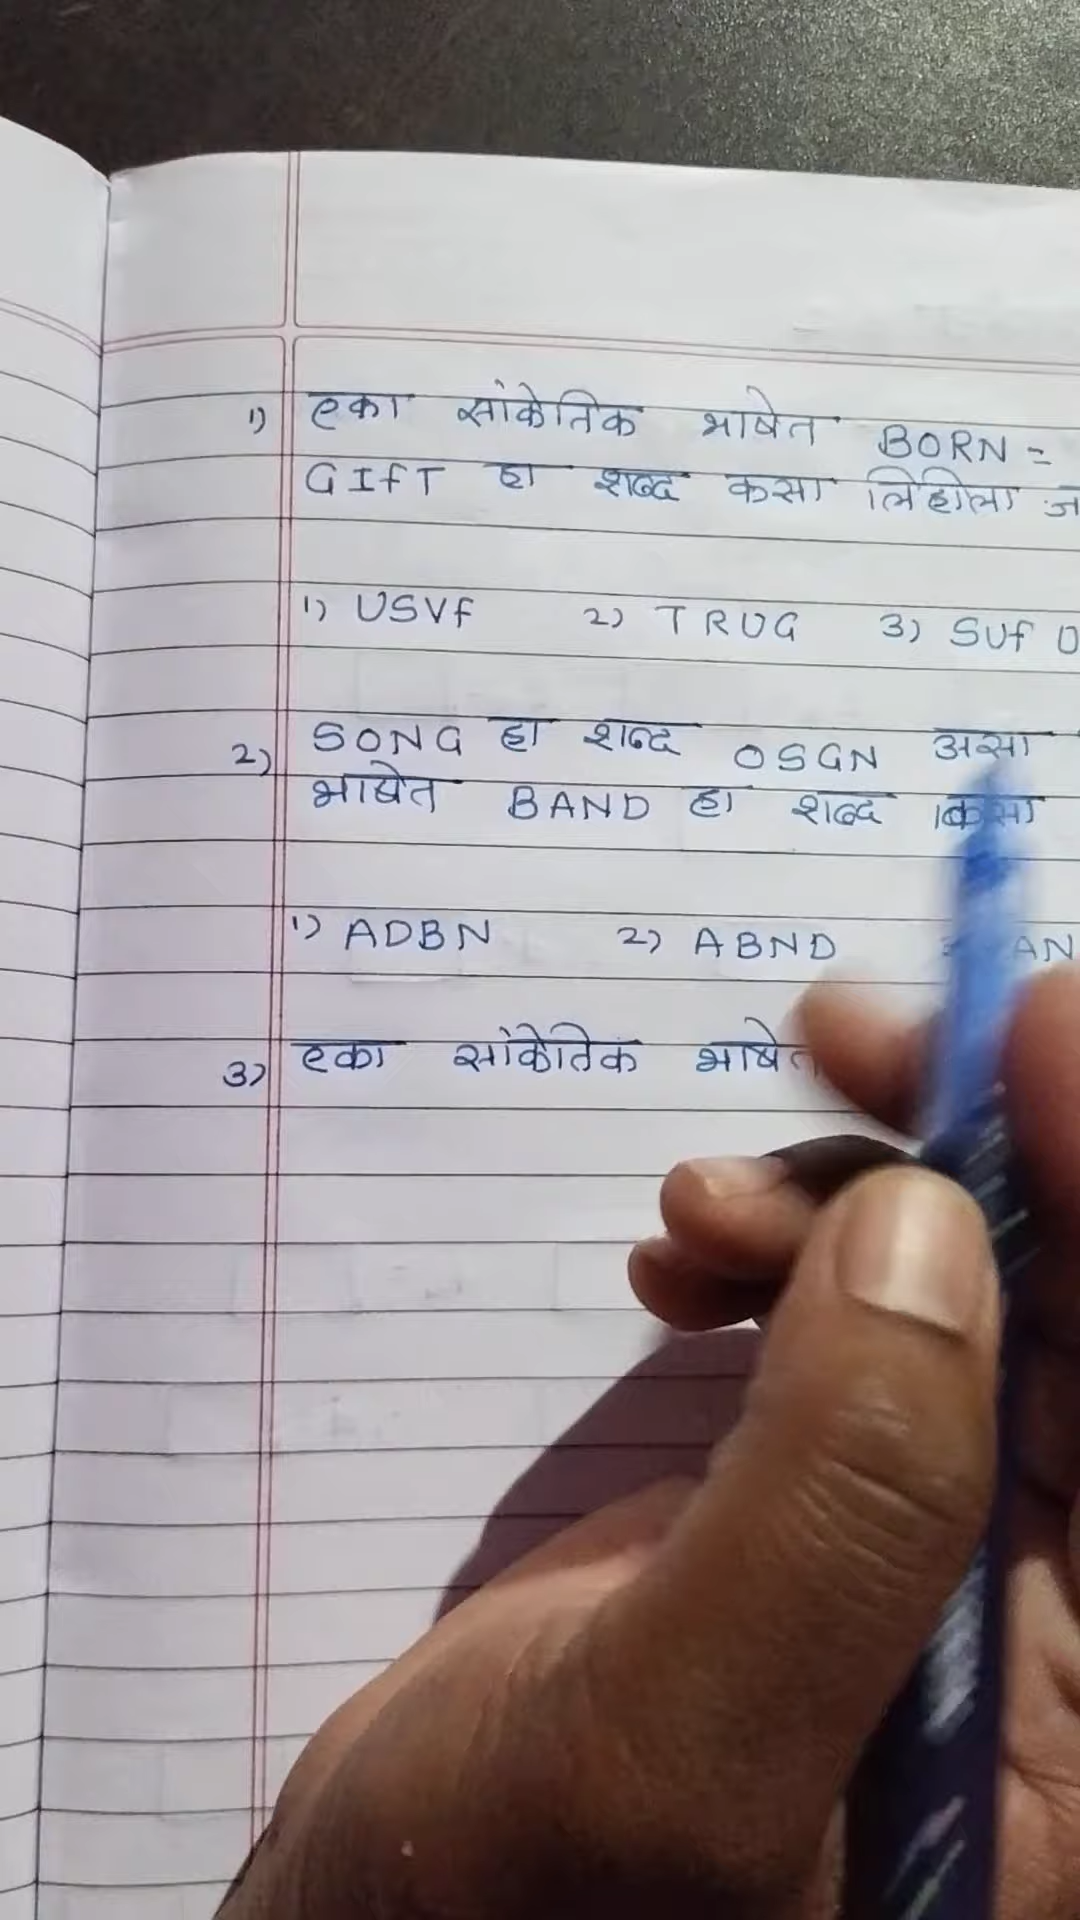 1) एका सांकेतिक भाषेत BORN =
GIfT हा शब्द कसा लिहीला
1) USVf 2) TRUG 3) SUf
2) SONG हा शब्द OSGN असा
भाषेत BAND हा शब्द
1) ADBN 2) ABND
3) एका सांकेतिक भाषेत